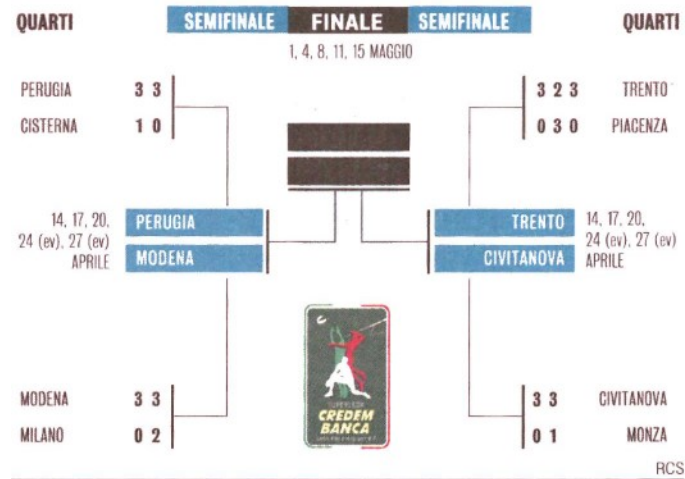 QUARTI SEMIFINALE FINALE SEMIFINALE QUARTI
1, 4, 8, 11, 15 MAGGIO
PERUGIA 3 3
CISTERNA 1 0
3 2 3 TRENTO
0 3 0 PIACENZA
14, 17, 20,
24 (ev), 27 (ev)
APRILE
PERUGIA
MODENA
TRENTO
CIVITANOVA
14, 17, 20,
24 (ev), 27 (ev)
APRILE
MODENA 3 3
MILANO 0 2
SUPERLEGA
CREDEM
BANCA
3 3 CIVITANOVA
0 1 MONZA
RCS